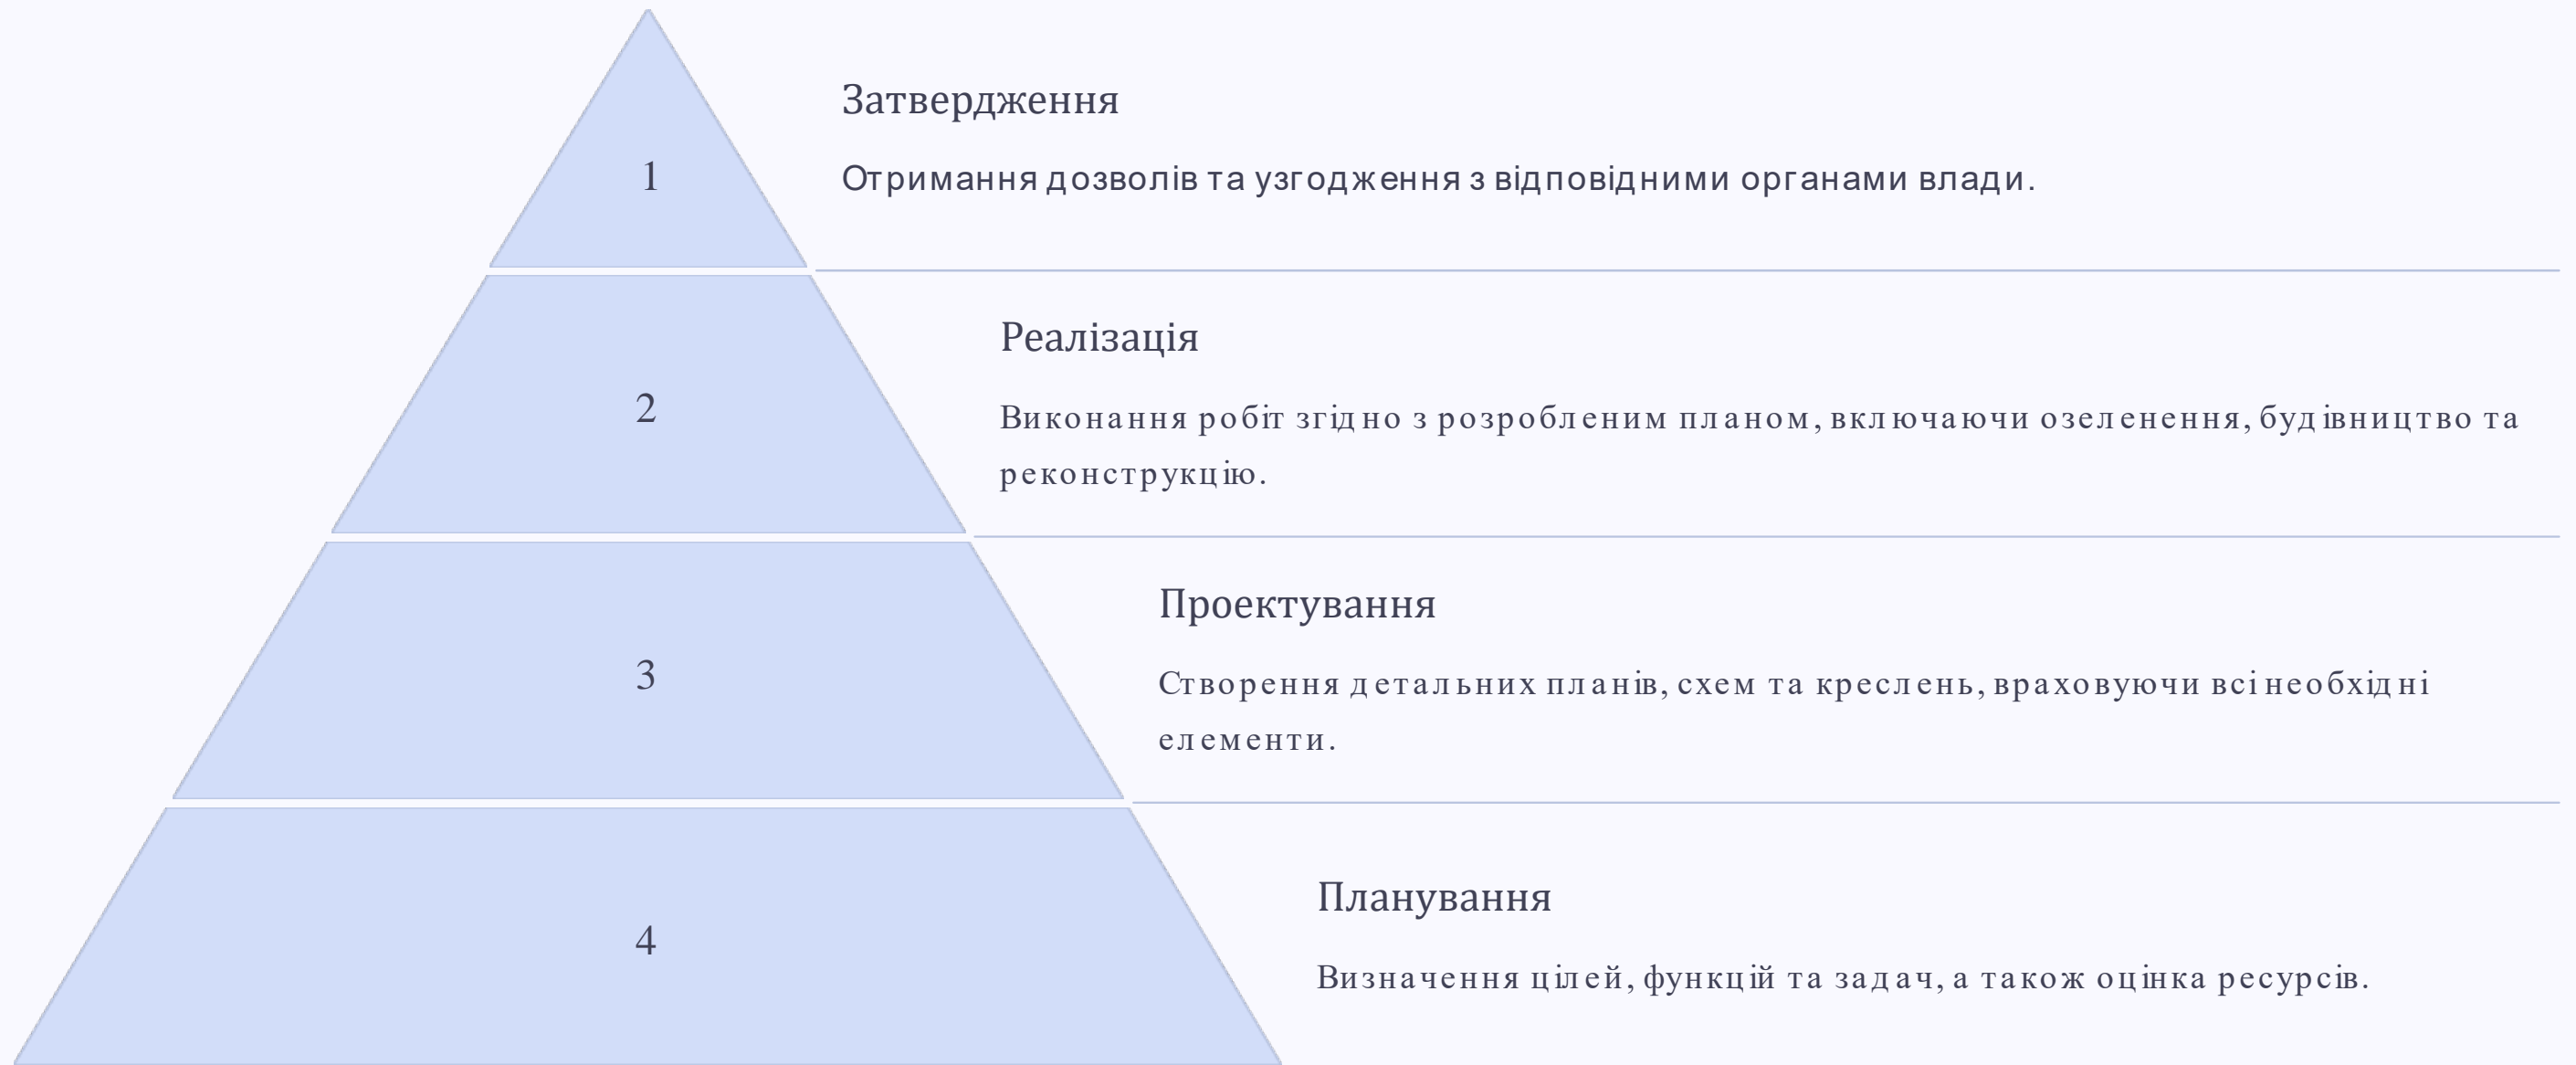 1
Затвердження
Отримання дозволів та узгодження з відповідними органами влади.
2
Реалізація
Виконання робіт згідно з розробленим планом, включаючи озеленення, будівництво та
реконструкцію.
3
Проектування
Створення детальних планів, схем та креслень, враховуючи всі необхідні
елементи.
4
Планування
Визначення цілей, функцій та задач, а також оцінка ресурсів.